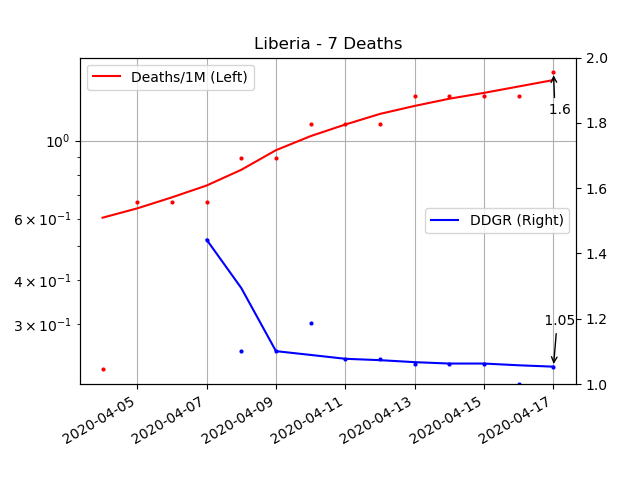 Liberia - 7 Deaths
Deaths/1M (Left)
DDGR (Right)
10⁰
6 × 10⁻¹
4 × 10⁻¹
3 × 10⁻¹
2.0
1.8
1.6
1.4
1.2
1.0
1.6
1.05
2020-04-05
2020-04-07
2020-04-09
2020-04-11
2020-04-13
2020-04-15
2020-04-17